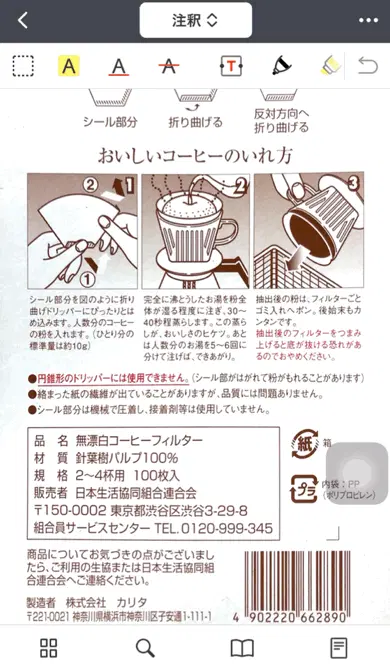 注釈
A
A
A
T
シール部分
折り曲げる
反対方向へ
折り曲げる
おいしいコーヒーのいれ方
1
2
1
2
3
シール部分を図のように折り
曲げドリッパーにぴったりとは
め込みます。人数分のコーヒー
の粉を入れます。(ひとり分の
標準量は約10g)
完全に沸とうしたお湯を粉全
体が湿る程度に注ぎ、30〜
40秒程蒸らします。この蒸ら
しが、おいしさのヒケツ。あと
は人数分のお湯を5〜6回に
分けて注げば、できあがり。
抽出後の粉は、フィルターごと
ゴミ入れへポン。後始末もカ
ンタンです。
抽出後のフィルターをつまみ
上げると底が抜ける恐れがあ
るのでおやめください。
●円錐形のドリッパーには使用できません。(シール部がはがれて粉がもれることがあります)
●絡まった紙の繊維が出ていることがありますが、品質には問題ありません。
●シール部分は機械で圧着し、接着剤等は使用していません。
品 名 無漂白コーヒーフィルター
材 質 針葉樹パルプ100%
規 格 2〜4杯用 100枚入
販売者 日本生活協同組合連合会
〒150-0002 東京都渋谷区渋谷3-29-8
組合員サービスセンター TEL.0120-999-345
紙
箱
プラ
内袋:PP
(ポリプロピレン)
商品についてお気づきの点がございまし
たら、ご利用の生協または日本生活協同組
合連合会へご連絡ください。
製造者 株式会社 カリタ
〒221-0021 神奈川県横浜市神奈川区子安通1-111-1
4 902220 662890